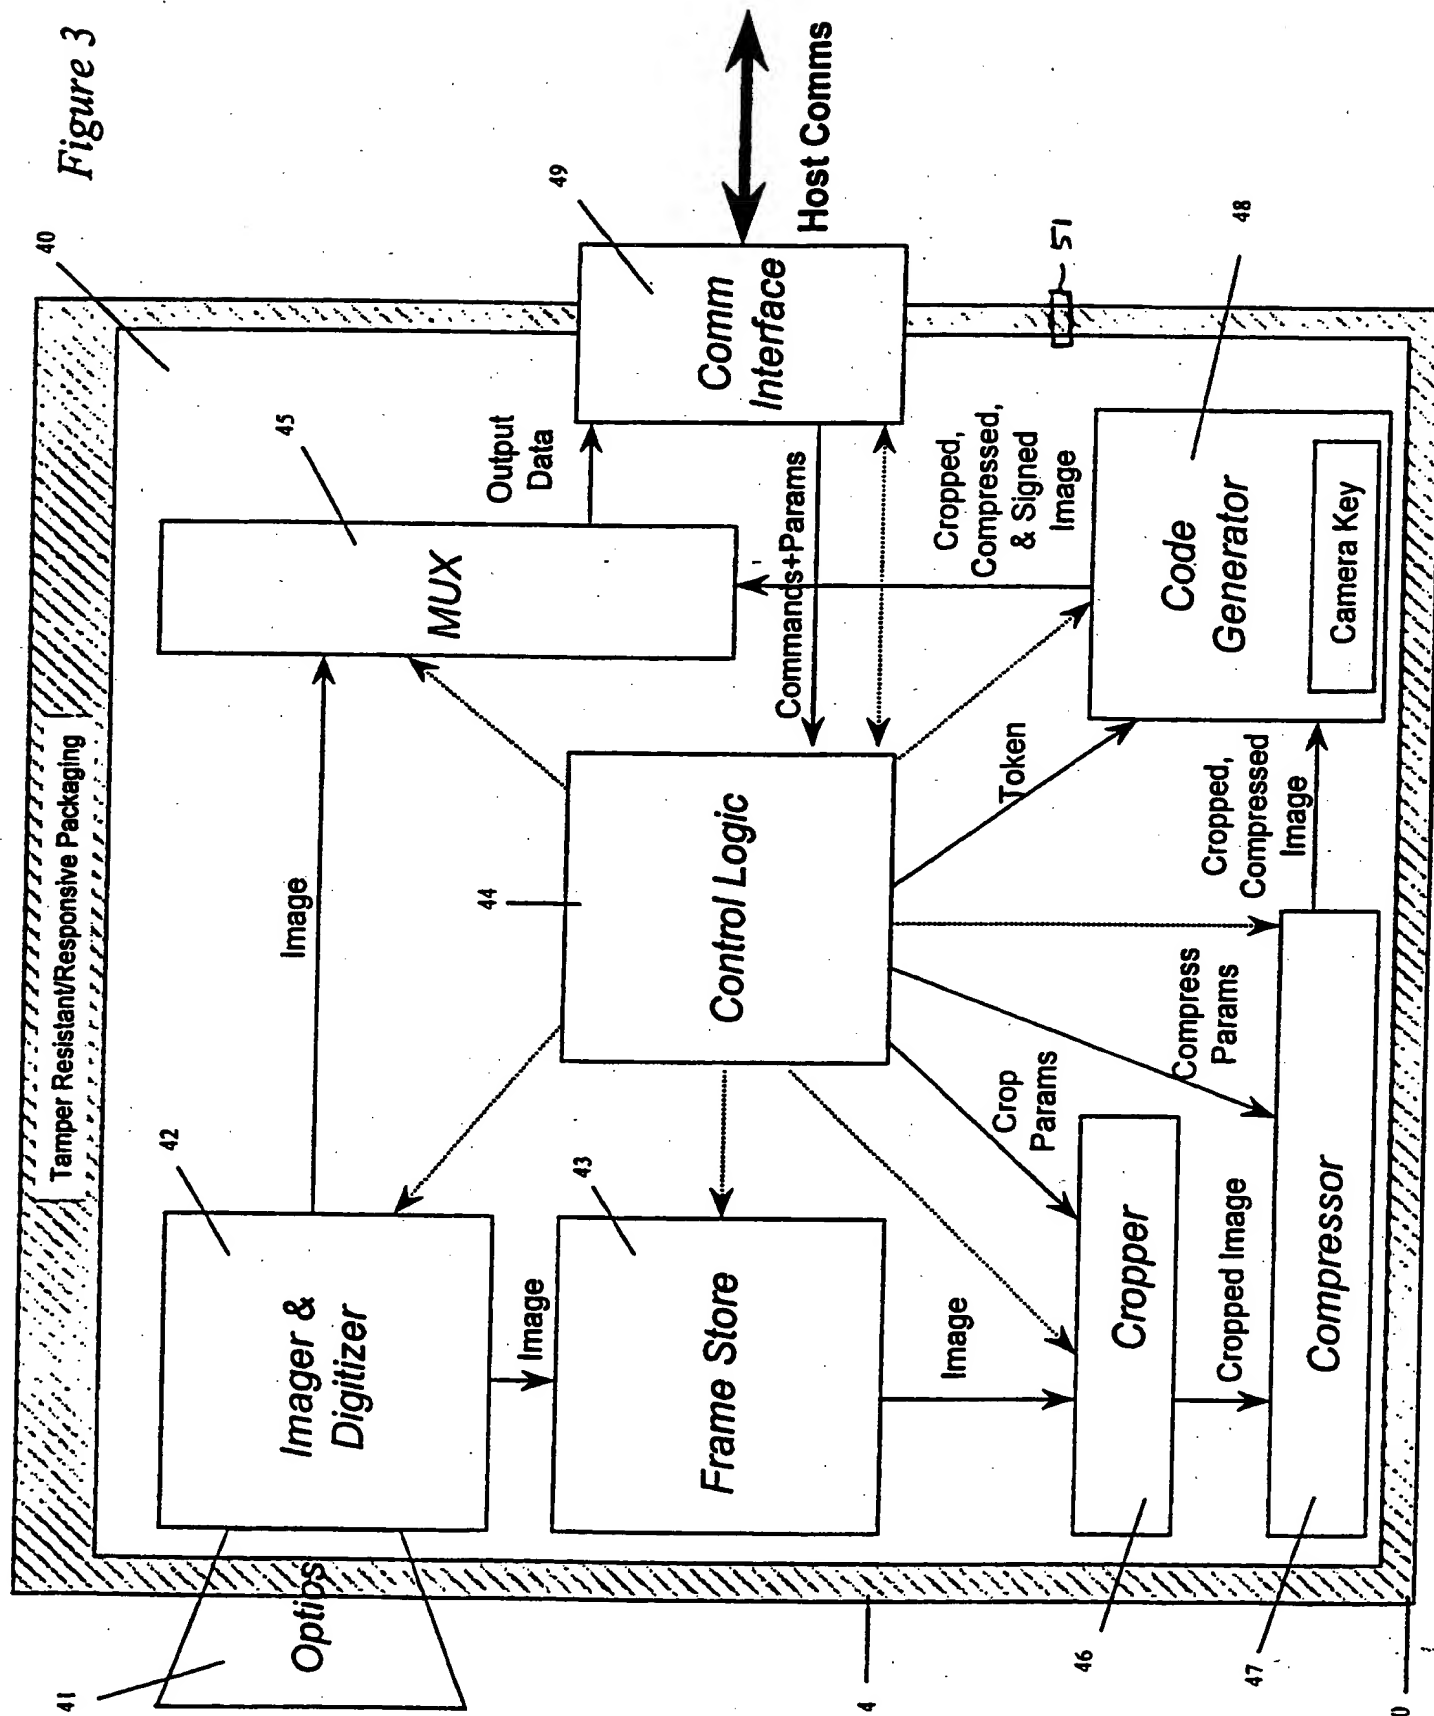 Figure 3
40
Tamper Resistant/Responsive Packaging
41
Optics
42
Imager &
Digitizer
Image
45
MUX
Output
Data
49
Comm
Interface
Host Comms
Image
43
Frame Store
44
Control Logic
Commands+Params
51
Image
Crop
Params
Compress
Params
Token
Cropped,
Compressed,
& Signed
Image
48
Code
Generator
Camera Key
46
Cropper
Cropped Image
47
Compressor
Cropped,
Compressed
Image
4
0